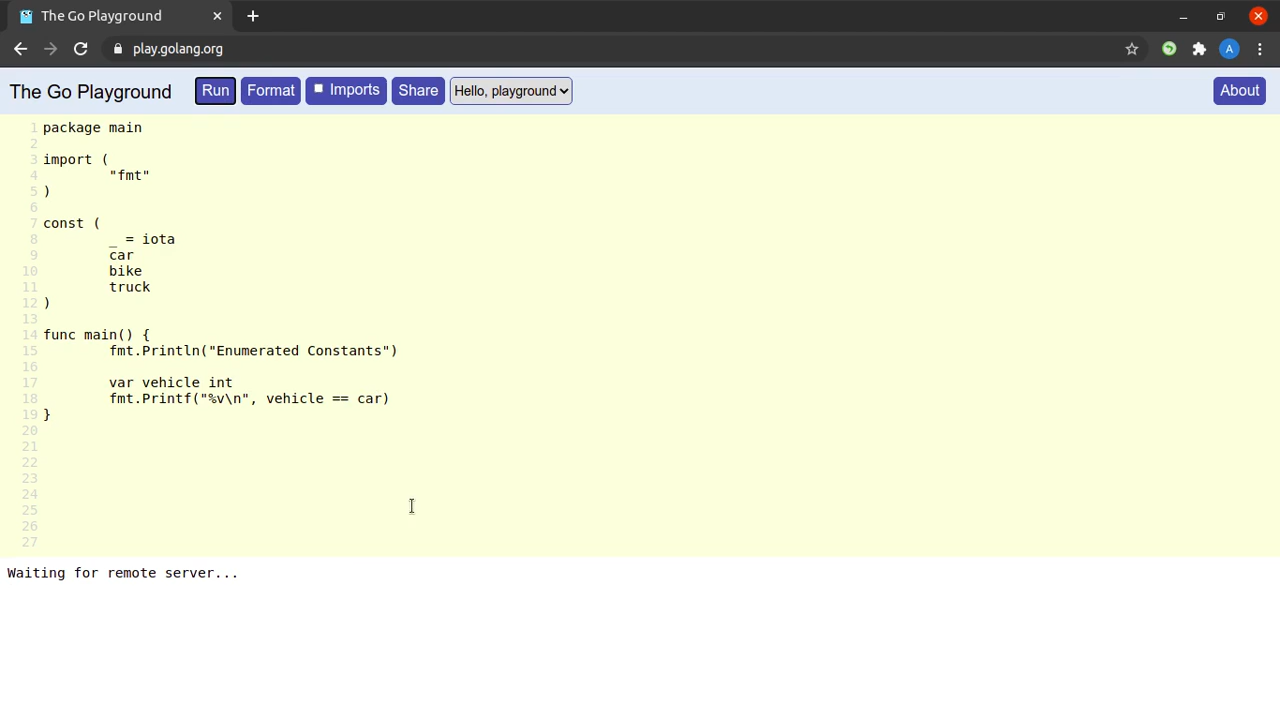 The Go Playground
play.golang.org
A
The Go Playground Run Format Imports Share Hello, playground About
1 package main
2
3 import (
4 "fmt"
5 )
6
7 const (
8 _ = iota
9 car
10 bike
11 truck
12 )
13
14 func main() {
15 fmt.Println("Enumerated Constants")
16
17 var vehicle int
18 fmt.Printf("%v\n", vehicle == car)
19 }
20
21
22
23
24
25
26
27
Waiting for remote server...